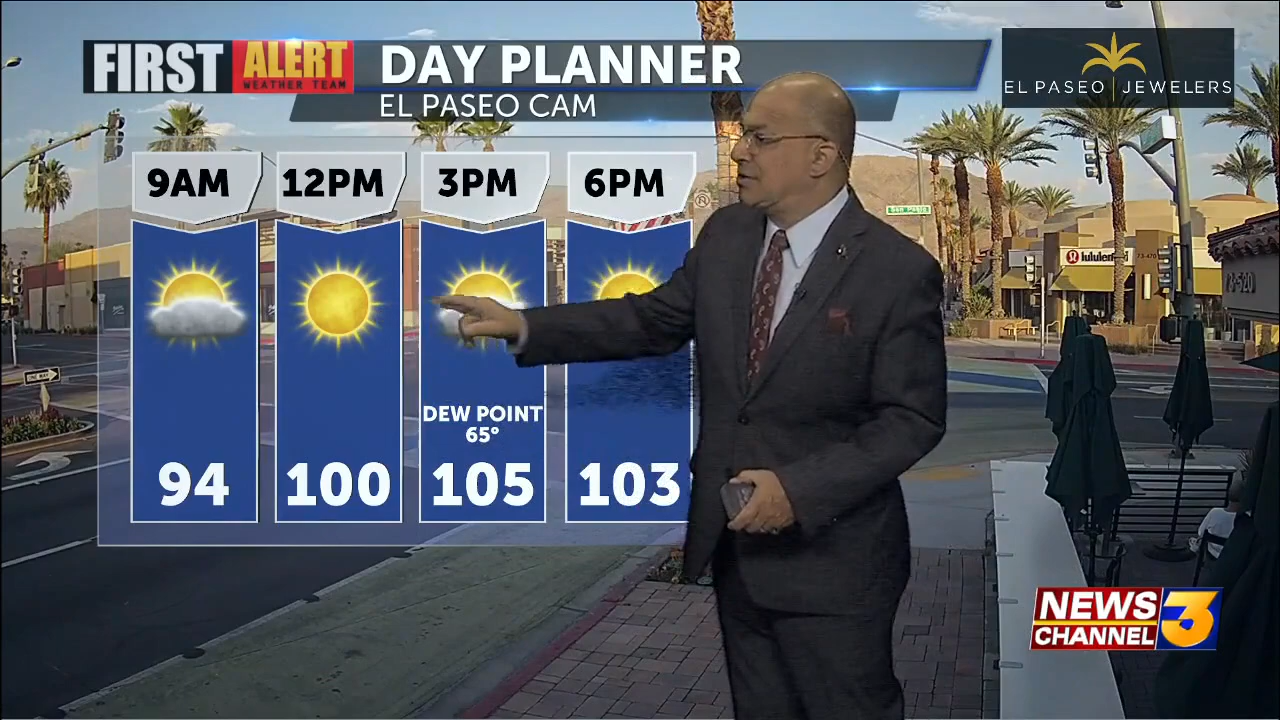 FIRST ALERT
WEATHER TEAM
DAY PLANNER
EL PASEO CAM
EL PASEO | JEWELERS
9AM
12PM
3PM
6PM
®
lululemon
DEW POINT
65°
94
100
105
103
NEWS
CHANNEL 3